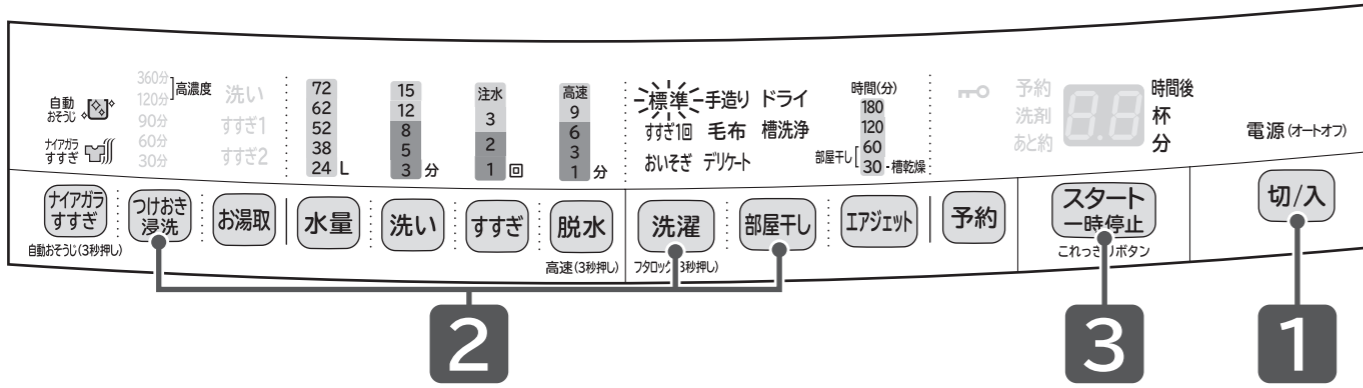 自動
おそうじ
ナイアガラ
すすぎ
360分
120分
高濃度
90分
60分
30分
洗い
すすぎ1
すすぎ2
72
62
52
38
24 L
15
12
8
5
3 分
注水
3
2
1 回
高速
9
6
3
1 分
標準 手造り ドライ
すすぎ1回 毛布 槽洗浄
おいそぎ デリケート
時間(分)
180
120
部屋干し 60
30-槽乾燥
予約
洗剤
あと約
8.8
時間後
杯
分
電源(オートオフ)
ナイアガラ
すすぎ
自動おそうじ(3秒押し)
つけおき
浸洗
お湯取
水量
洗い
すすぎ
脱水
高速(3秒押し)
洗濯
フタロック(3秒押し)
部屋干し
エアジェット
予約
スタート
一時停止
これっきりボタン
切/入
2
3
1